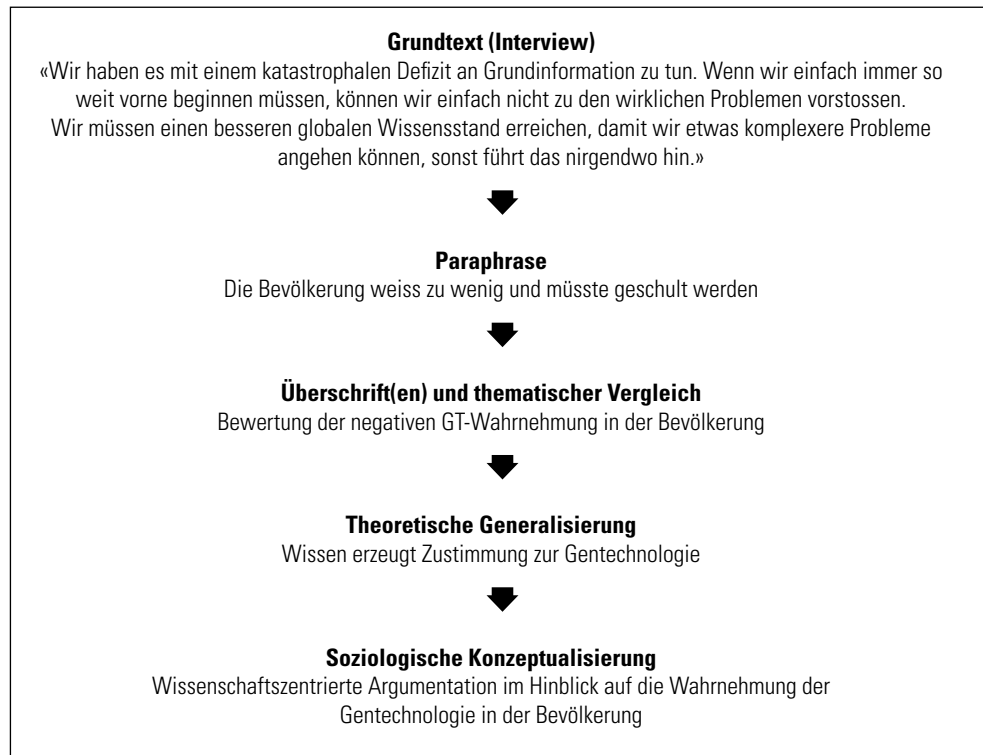 Grundtext (Interview)
«Wir haben es mit einem katastrophalen Defizit an Grundinformation zu tun. Wenn wir einfach immer so
weit vorne beginnen müssen, können wir einfach nicht zu den wirklichen Problemen vorstossen.
Wir müssen einen besseren globalen Wissensstand erreichen, damit wir etwas komplexere Probleme
angehen können, sonst führt das nirgendwo hin.»
Paraphrase
Die Bevölkerung weiss zu wenig und müsste geschult werden
Überschrift(en) und thematischer Vergleich
Bewertung der negativen GT-Wahrnehmung in der Bevölkerung
Theoretische Generalisierung
Wissen erzeugt Zustimmung zur Gentechnologie
Soziologische Konzeptualisierung
Wissenschaftszentrierte Argumentation im Hinblick auf die Wahrnehmung der
Gentechnologie in der Bevölkerung